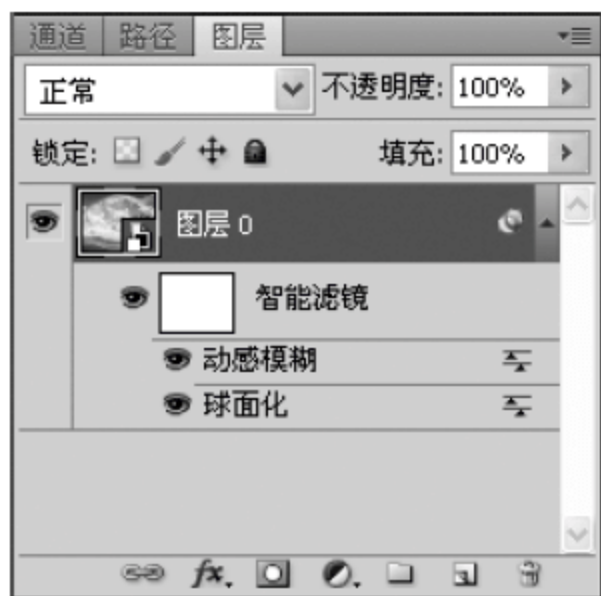 通道 路径 图层
正常 不透明度: 100%
锁定: 填充: 100%
图层 0
智能滤镜
动感模糊
球面化
fx.